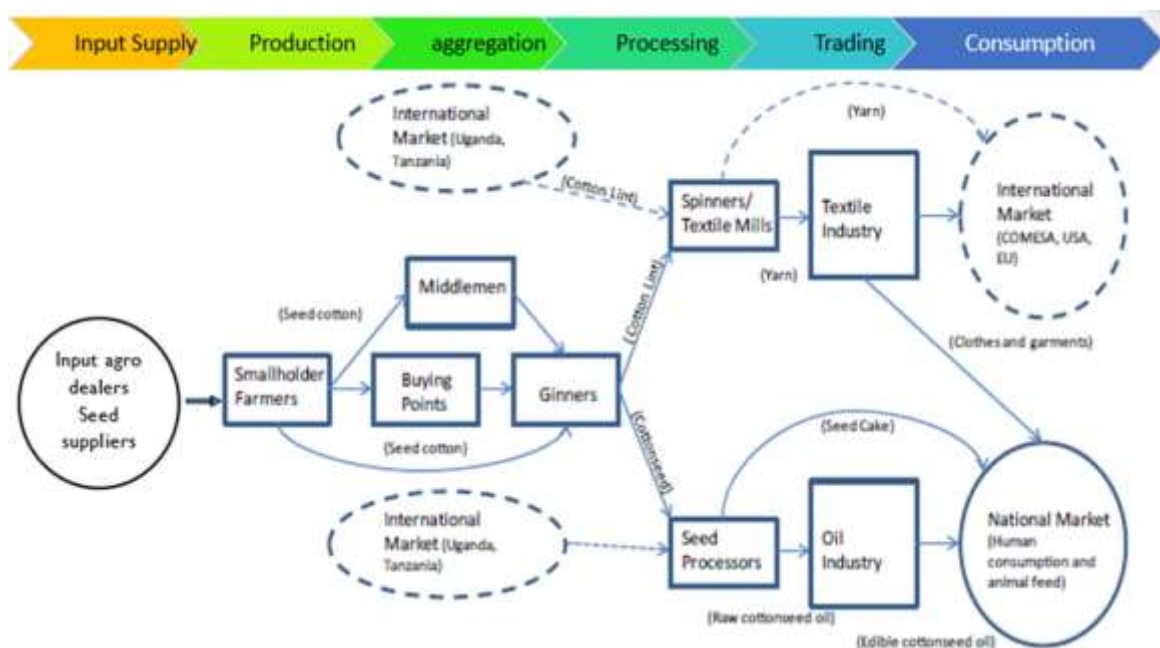 Input Supply
Production
aggregation
Processing
Trading
Consumption
International
Market (Uganda,
Tanzania)
(Cotton Lint)
(Yarn)
Spinners/
Textile Mills
Textile
Industry
International
Market
(COMESA, USA,
EU)
(Yarn)
Middlemen
(Seed cotton)
(Cotton Lint)
(Clothes and garments)
Input agro
dealers
Seed
suppliers
Smallholder
Farmers
Buying
Points
Ginners
(Seed cotton)
(Cottonseed)
(Seed Cake)
International
Market (Uganda,
Tanzania)
Seed
Processors
Oil
Industry
National Market
(Human
consumption and
animal feed)
(Raw cottonseed oil)
(Edible cottonseed oil)